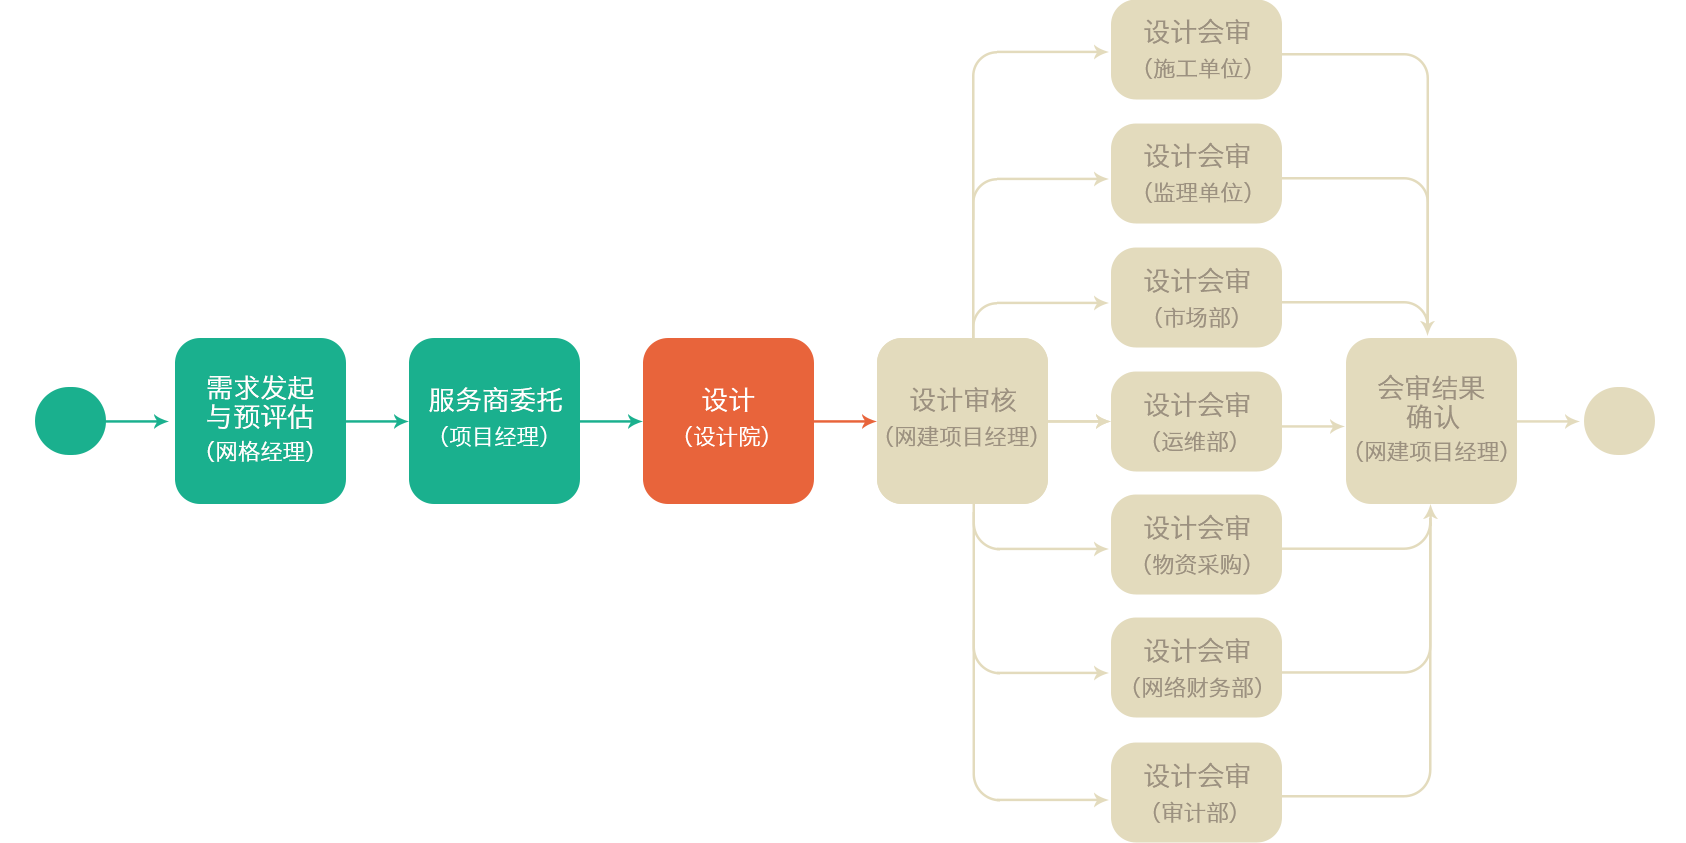 需求发起
与预评估
（网格经理）
服务商委托
（项目经理）
设计
（设计院）
设计审核
（网建项目经理）
设计会审
（施工单位）
设计会审
（监理单位）
设计会审
（市场部）
设计会审
（运维部）
设计会审
（物资采购）
设计会审
（网络财务部）
设计会审
（审计部）
会审结果
确认
（网建项目经理）